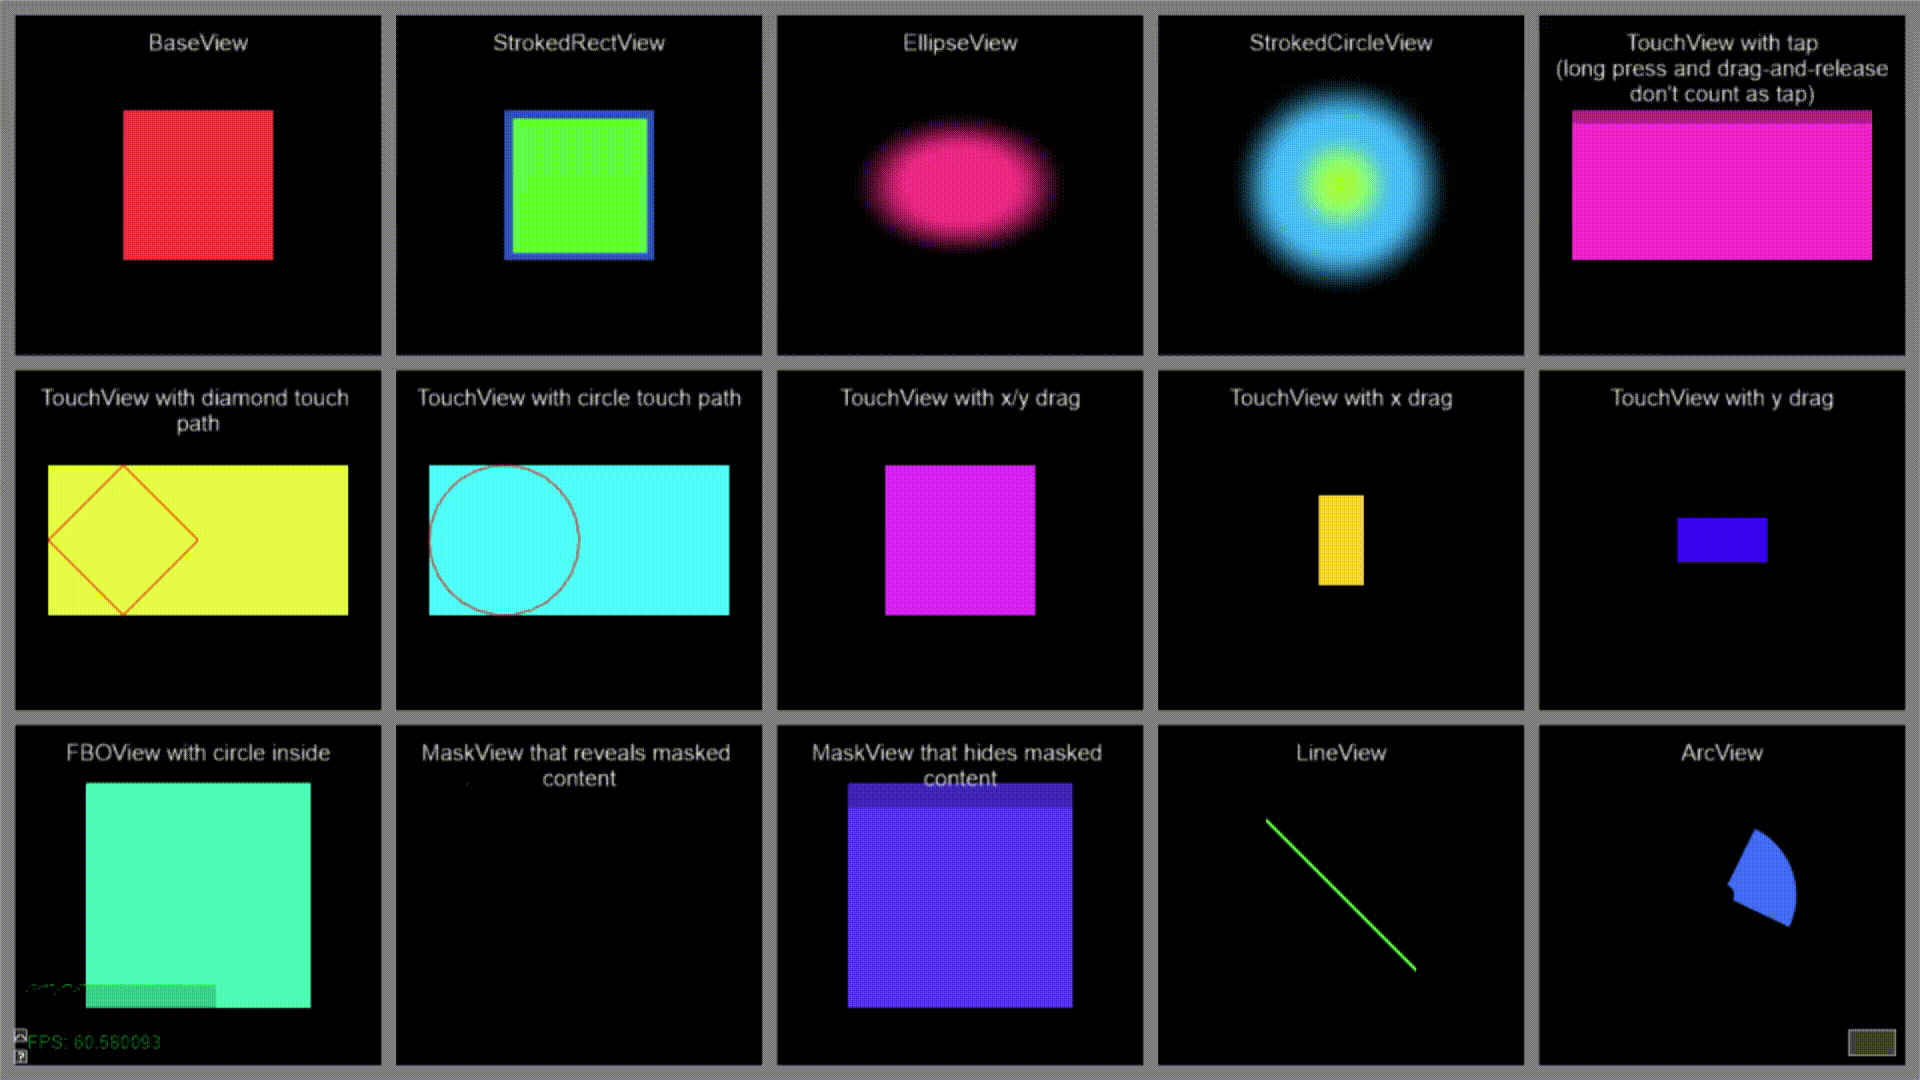 BaseView
StrokedRectView
EllipseView
StrokedCircleView
TouchView with tap
(long press and drag-and-release
don't count as tap)
TouchView with diamond touch
path
TouchView with circle touch path
TouchView with x/y drag
TouchView with x drag
TouchView with y drag
FBOView with circle inside
MaskView that reveals masked
content
MaskView that hides masked
content
LineView
ArcView
FPS: 60.580093
?